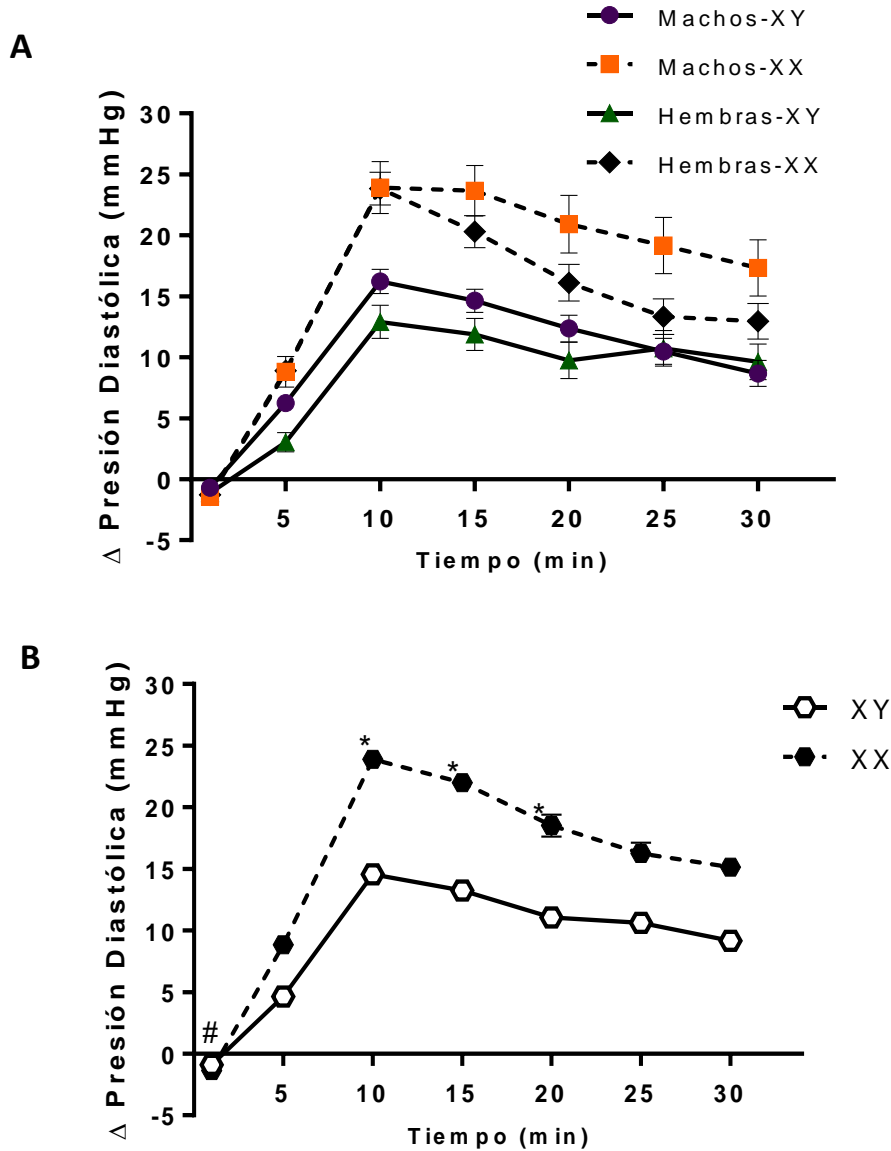 A
Machos-XY
Machos-XX
Hembras-XY
Hembras-XX
Δ Presión Diastólica (mmHg)
30
25
20
15
10
5
0
-5
5 10 15 20 25 30
Tiempo (min)
B
XY
XX
Δ Presión Diastólica (mmHg)
30
25
20
15
10
5
0
-5
*
*
*
#
5 10 15 20 25 30
Tiempo (min)